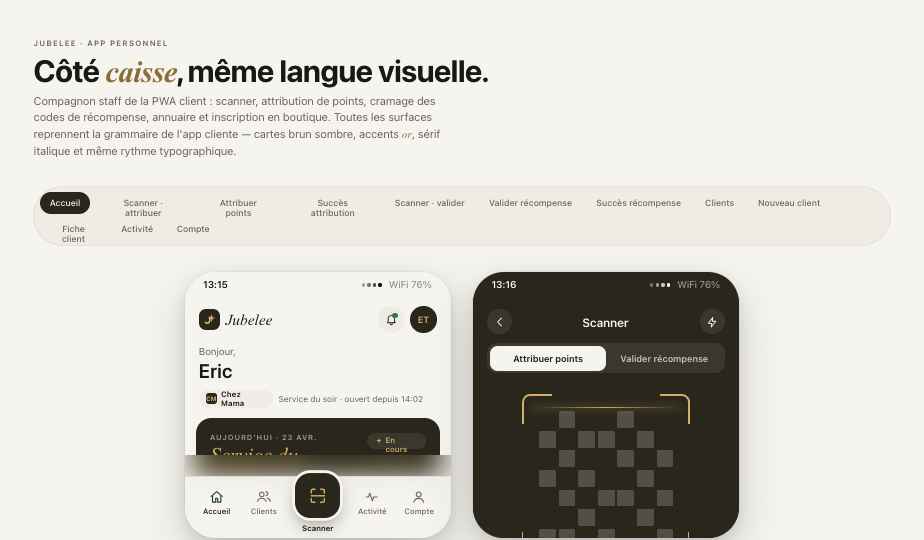 JUBELEE · APP PERSONNEL
Côté caisse, même langue visuelle.
Compagnon staff de la PWA client : scanner, attribution de points, cramage des
codes de récompense, annuaire et inscription en boutique. Toutes les surfaces
reprennent la grammaire de l'app cliente — cartes brun sombre, accents or, sérif
italique et même rythme typographique.
Accueil
Scanner ·
attribuer
Attribuer
points
Succès
attribution
Scanner · valider
Valider récompense
Succès récompense
Clients
Nouveau client
Fiche
client
Activité
Compte
13:15
WiFi 76%
Jubelee
ET
Bonjour,
Eric
CM
Chez
Mama
Service du soir · ouvert depuis 14:02
AUJOURD'HUI · 23 AVR.
+ En
cours
Service du
Accueil
Clients
Scanner
Activité
Compte
13:16
WiFi 76%
Scanner
Attribuer points
Valider récompense